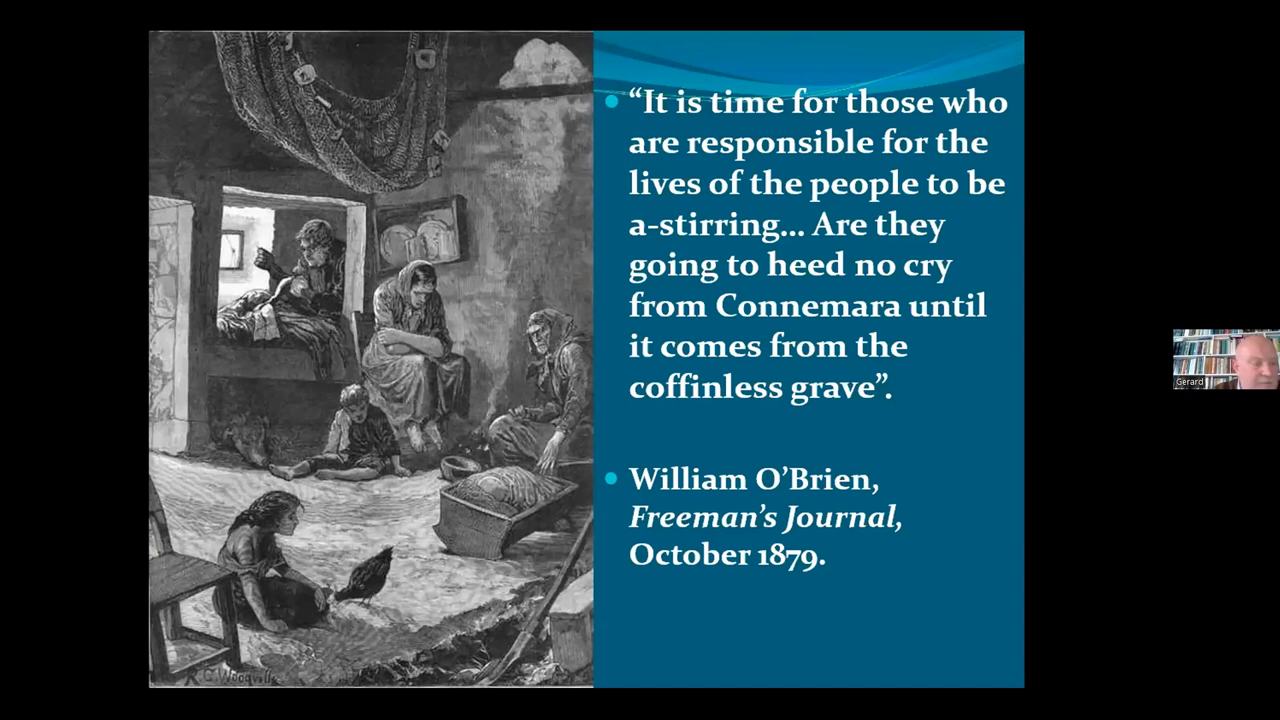 “It is time for those who
are responsible for the
lives of the people to be
a-stirring... Are they
going to heed no cry
from Connemara until
it comes from the
coffinless grave”.
William O’Brien,
Freeman’s Journal,
October 1879.
R. C. Woodville
Gerard